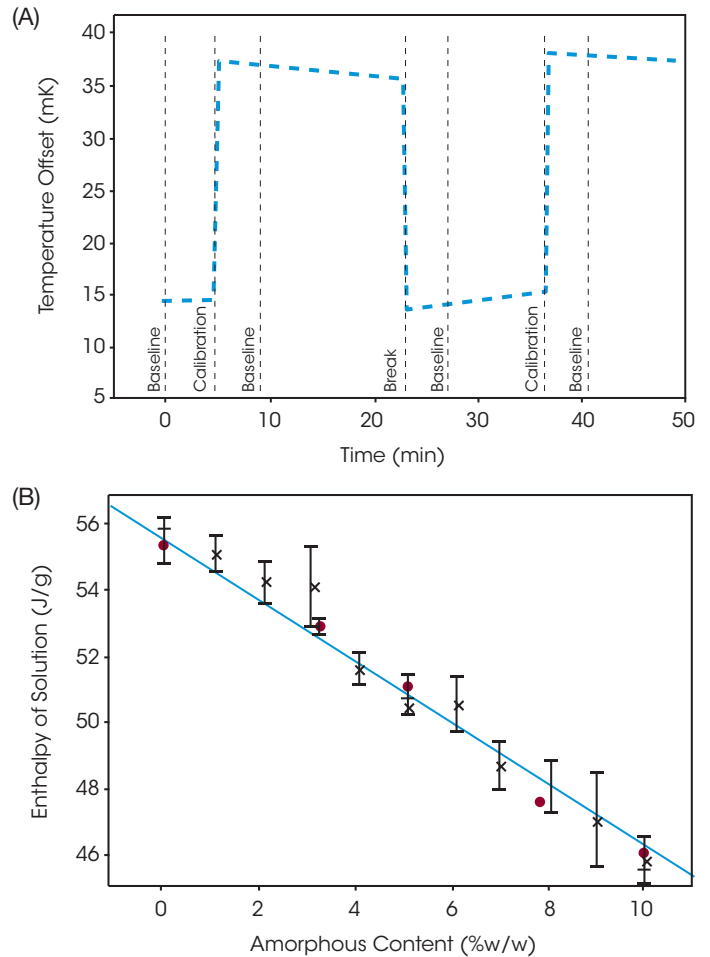 (A)
40
35
30
25
20
15
10
5
Temperature Offset (mK)
Baseline
Calibration
Baseline
Break
Baseline
Calibration
Baseline
0 10 20 30 40 50
Time (min)
(B)
56
54
52
50
48
46
Enthalpy of Solution (J/g)
0 2 4 6 8 10
Amorphous Content (%w/w)